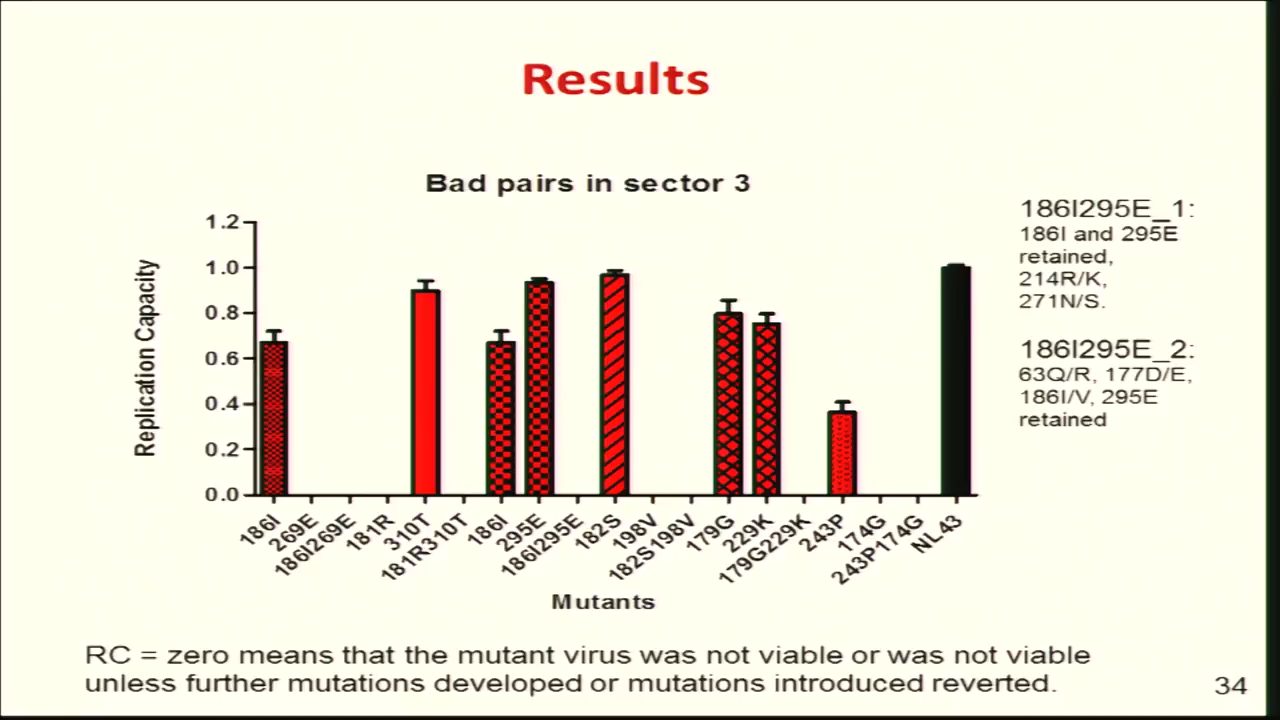 Results
Bad pairs in sector 3
Replication Capacity
1.2
1.0
0.8
0.6
0.4
0.2
0.0
186I
269E
186I269E
181R
310T
181R310T
186I
295E
186I295E
182S
198V
182S198V
179G
229K
179G229K
243P
174G
243P174G
NL43
Mutants
186I295E_1:
186I and 295E
retained,
214R/K,
271N/S.
186I295E_2:
63Q/R, 177D/E,
186I/V, 295E
retained
RC = zero means that the mutant virus was not viable or was not viable
unless further mutations developed or mutations introduced reverted.
34